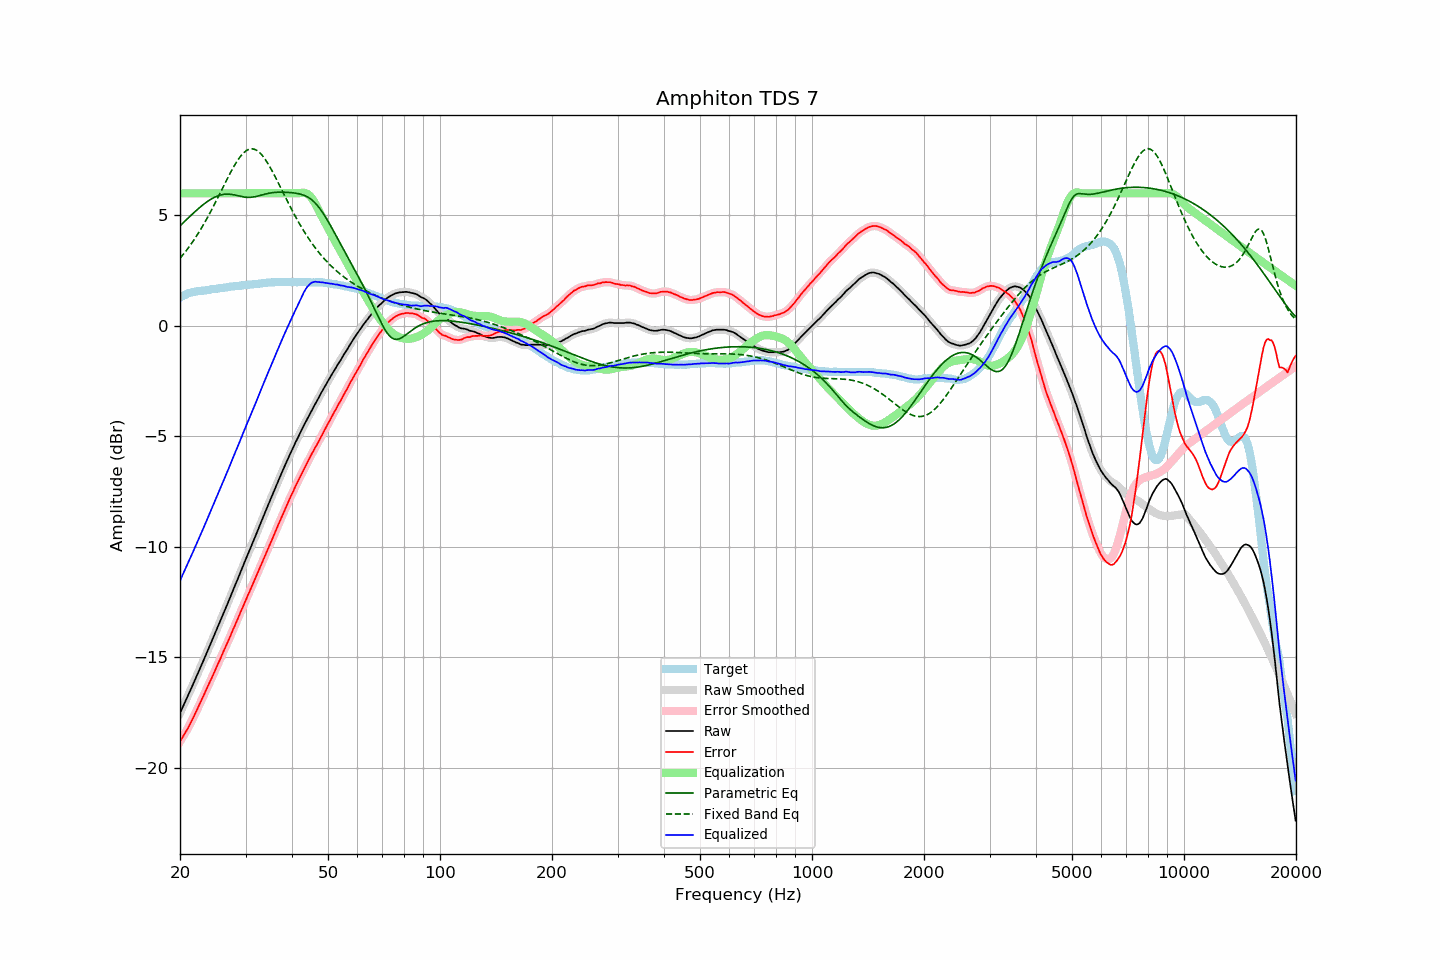 Amphiton TDS 7
Amplitude (dBr)
5
0
−5
−10
−15
−20
Target
Raw Smoothed
Error Smoothed
Raw
Error
Equalization
Parametric Eq
Fixed Band Eq
Equalized
20 50 100 200 500 1000 2000 5000 10000 20000
Frequency (Hz)